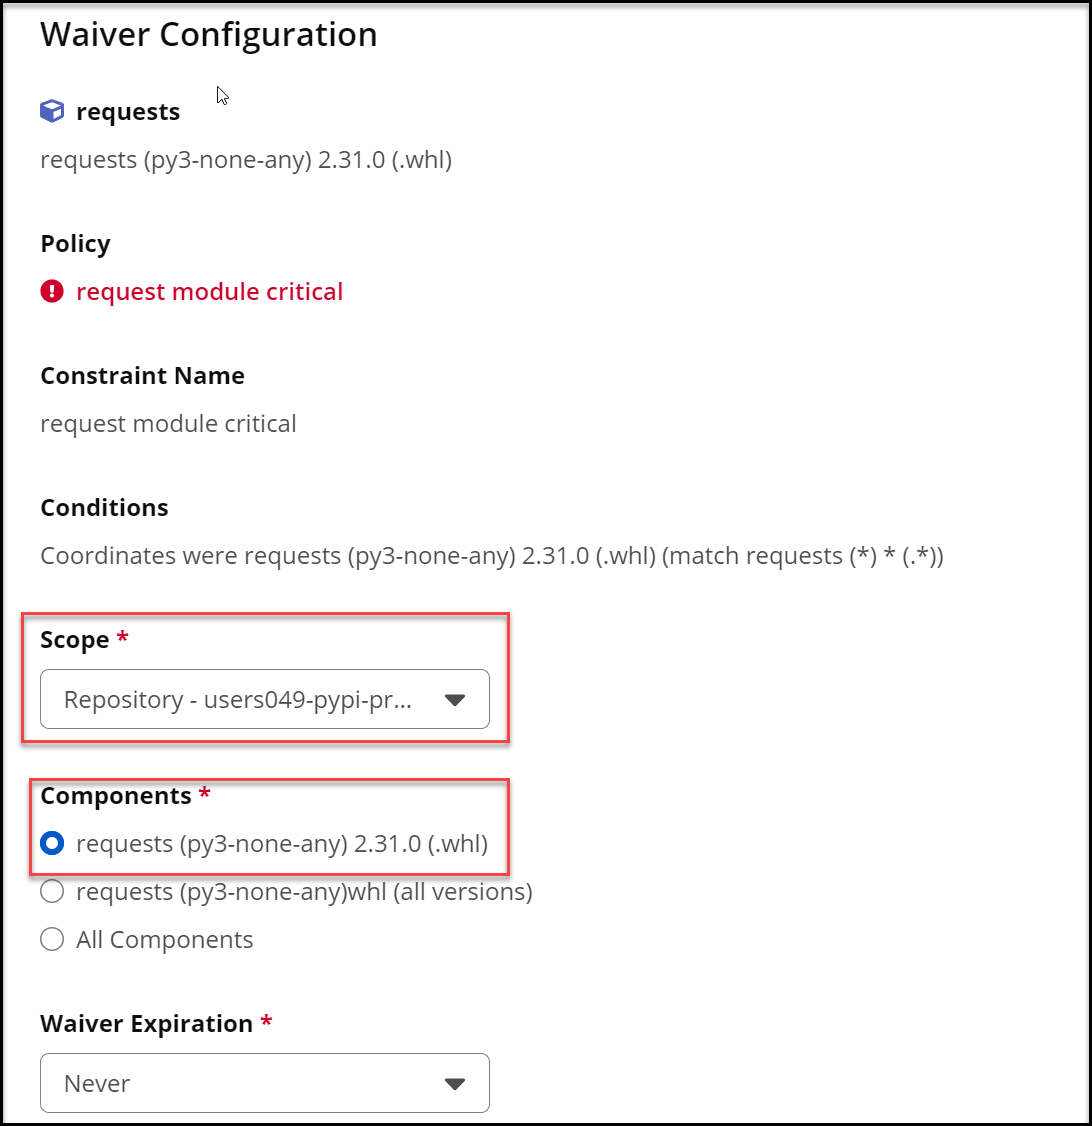 Waiver Configuration
requests
requests (py3-none-any) 2.31.0 (.whl)
Policy
request module critical
Constraint Name
request module critical
Conditions
Coordinates were requests (py3-none-any) 2.31.0 (.whl) (match requests (*) * (.*))
Scope *
Repository - users049-pypi-pr...
Components *
requests (py3-none-any) 2.31.0 (.whl)
requests (py3-none-any)whl (all versions)
All Components
Waiver Expiration *
Never